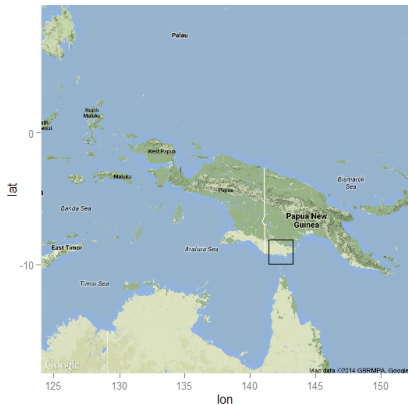 Palau
North
Maluku
West Papua
Maluku
Papua
Bismarck
Sea
Banda Sea
Papua New
Guinea
East Timor
Arafura Sea
Timor Sea
Google
Map data ©2014 GBRMPA, Google
0
-10
lat
125
130
135
140
145
150
lon